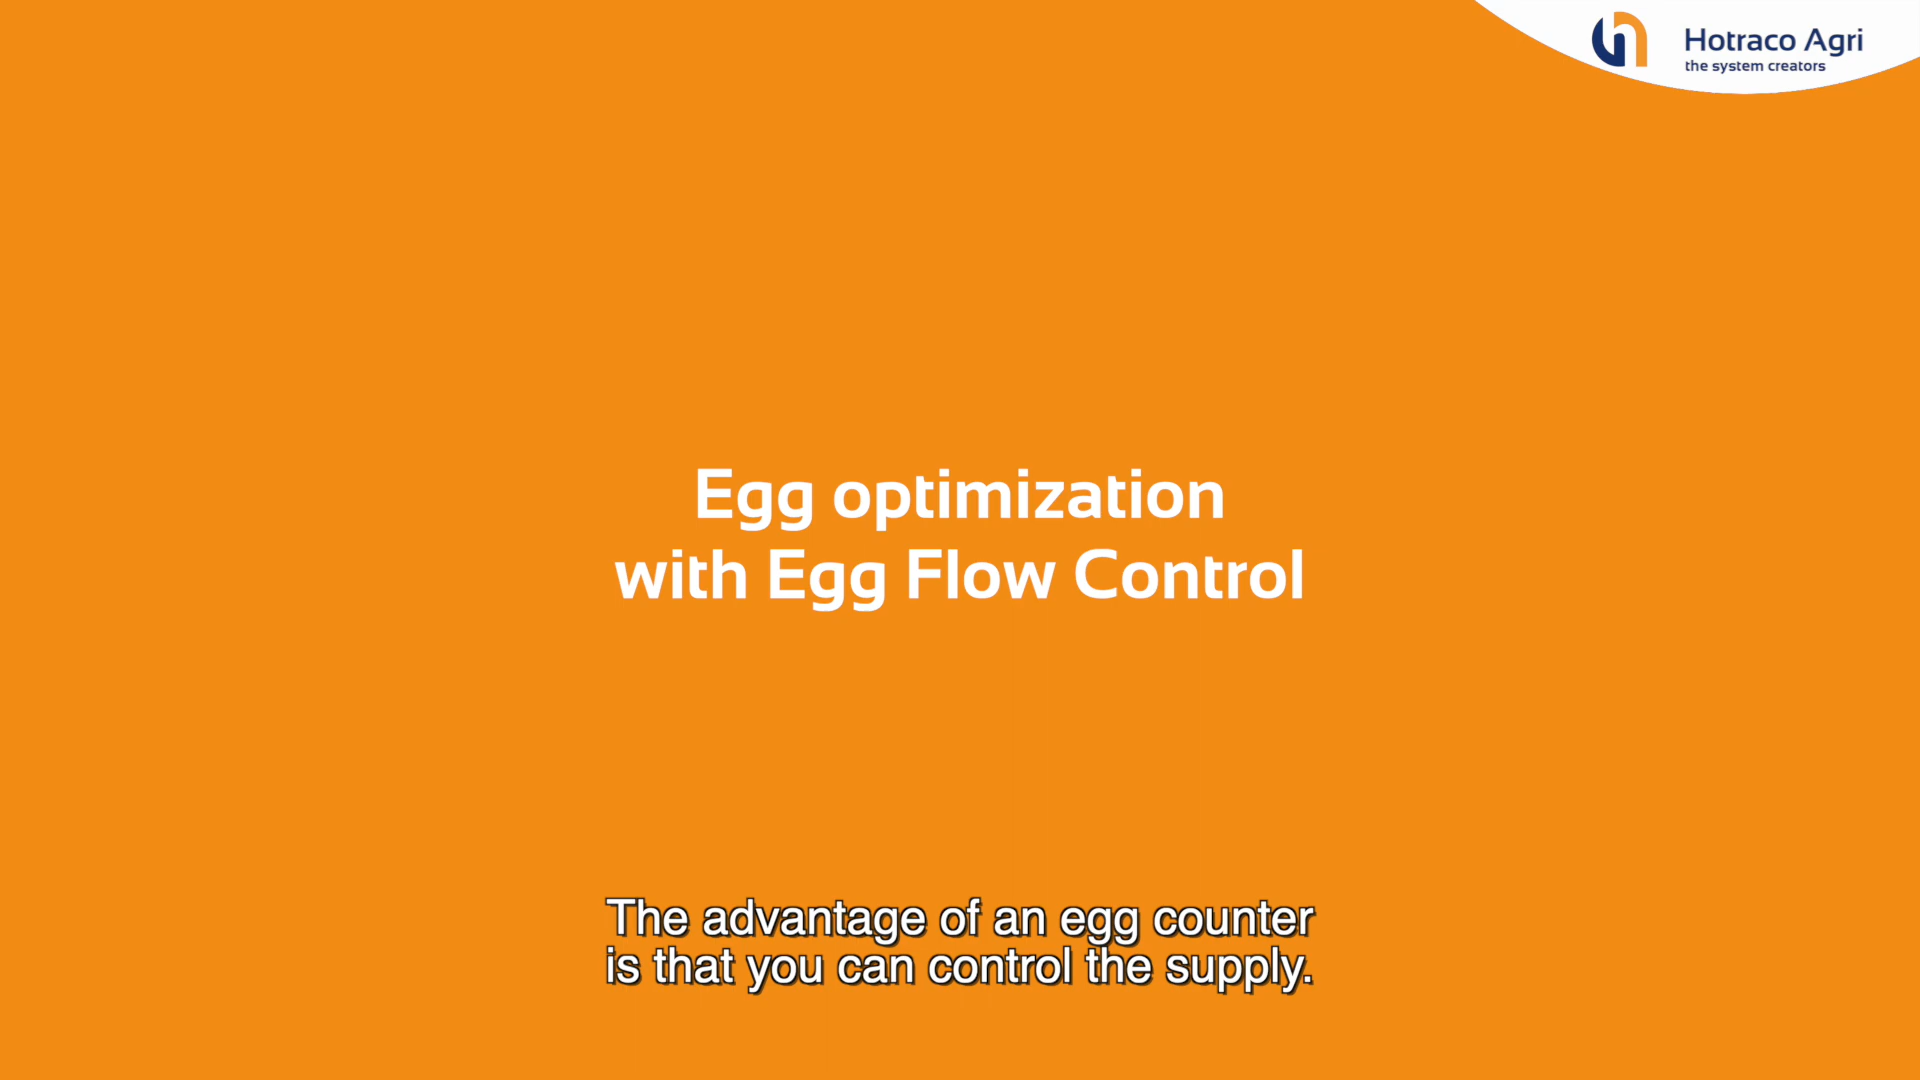 Hotraco Agri
the system creators
Egg optimization
with Egg Flow Control
The advantage of an egg counter
is that you can control the supply.